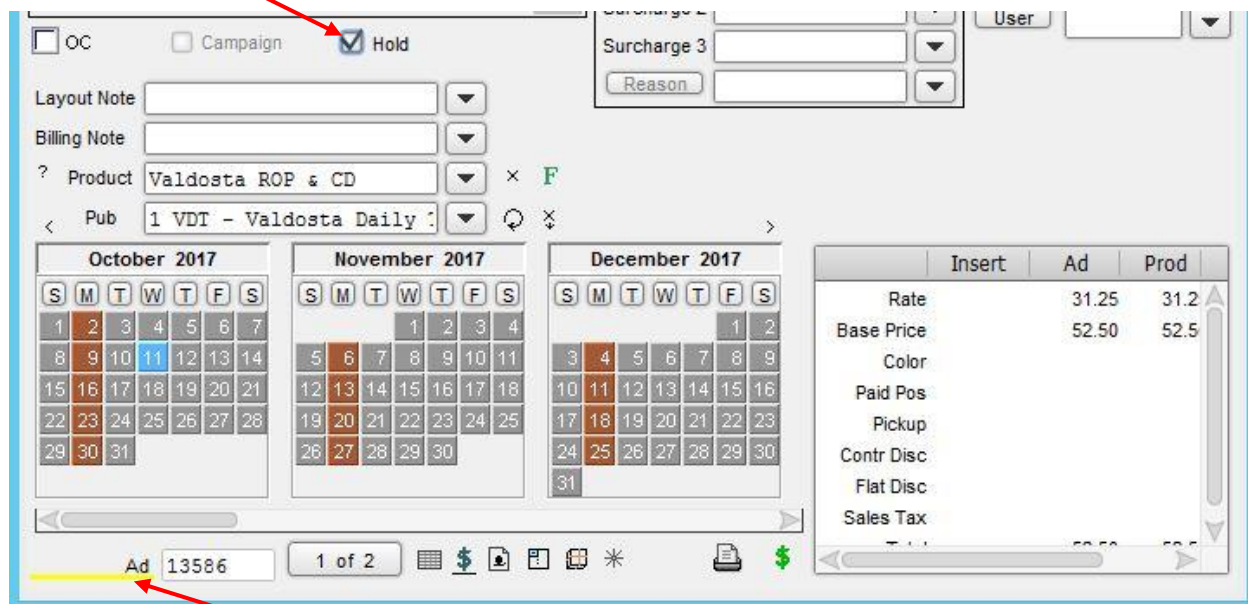 User
OC Campaign Hold
Surcharge 3
Reason
Layout Note
Billing Note
? Product Valdosta ROP & CD × F
< Pub 1 VDT - Valdosta Daily >
October 2017
S M T W T F S
1 2 3 4 5 6 7
8 9 10 11 12 13 14
15 16 17 18 19 20 21
22 23 24 25 26 27 28
29 30 31
November 2017
S M T W T F S
1 2 3 4
5 6 7 8 9 10 11
12 13 14 15 16 17 18
19 20 21 22 23 24 25
26 27 28 29 30
December 2017
S M T W T F S
1 2
3 4 5 6 7 8 9
10 11 12 13 14 15 16
17 18 19 20 21 22 23
24 25 26 27 28 29 30
31
Insert Ad Prod
Rate 31.25 31.2
Base Price 52.50 52.5
Color
Paid Pos
Pickup
Contr Disc
Flat Disc
Sales Tax
Ad 13586 1 of 2 $ $